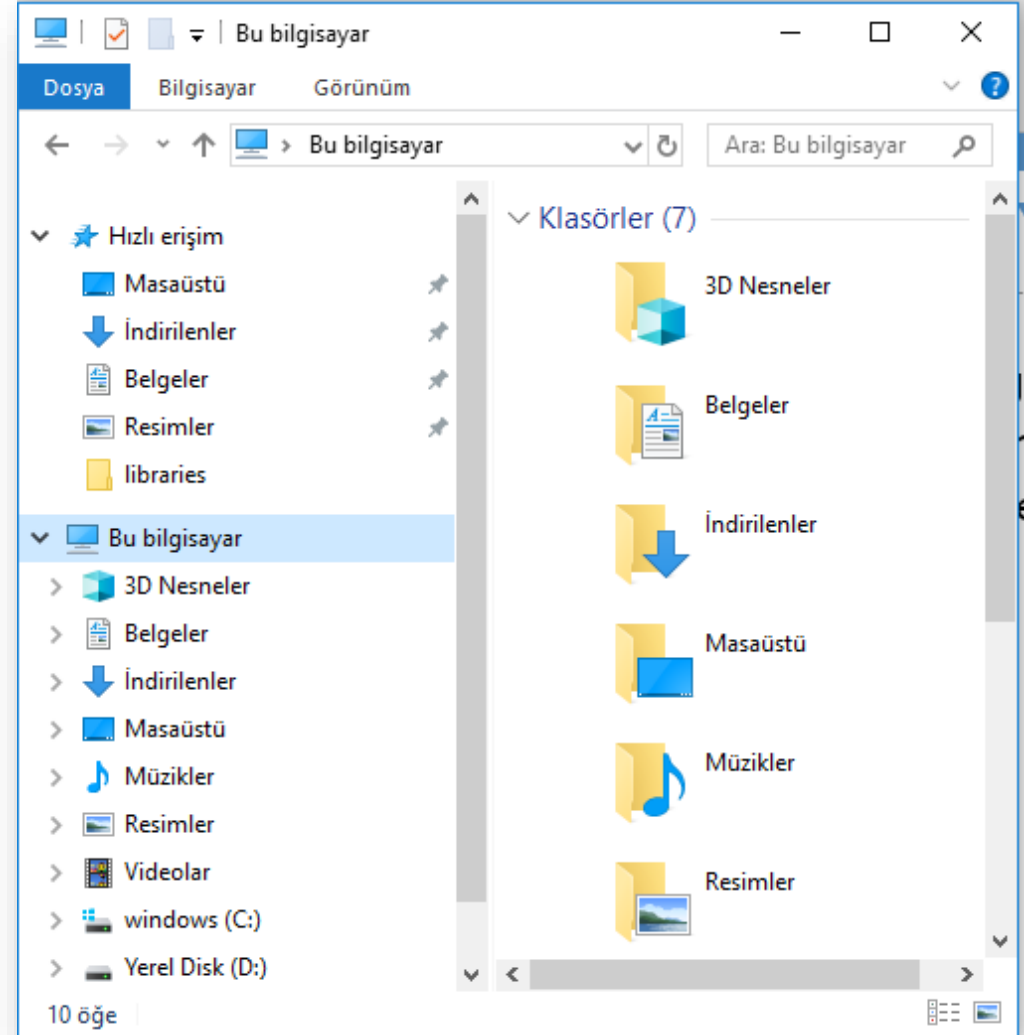 Bu bilgisayar
Dosya Bilgisayar Görünüm
Bu bilgisayar
Ara: Bu bilgisayar
Hızlı erişim
Masaüstü
İndirilenler
Belgeler
Resimler
libraries
Bu bilgisayar
3D Nesneler
Belgeler
İndirilenler
Masaüstü
Müzikler
Resimler
Videolar
windows (C:)
Yerel Disk (D:)
Klasörler (7)
3D Nesneler
Belgeler
İndirilenler
Masaüstü
Müzikler
Resimler
10 öğe